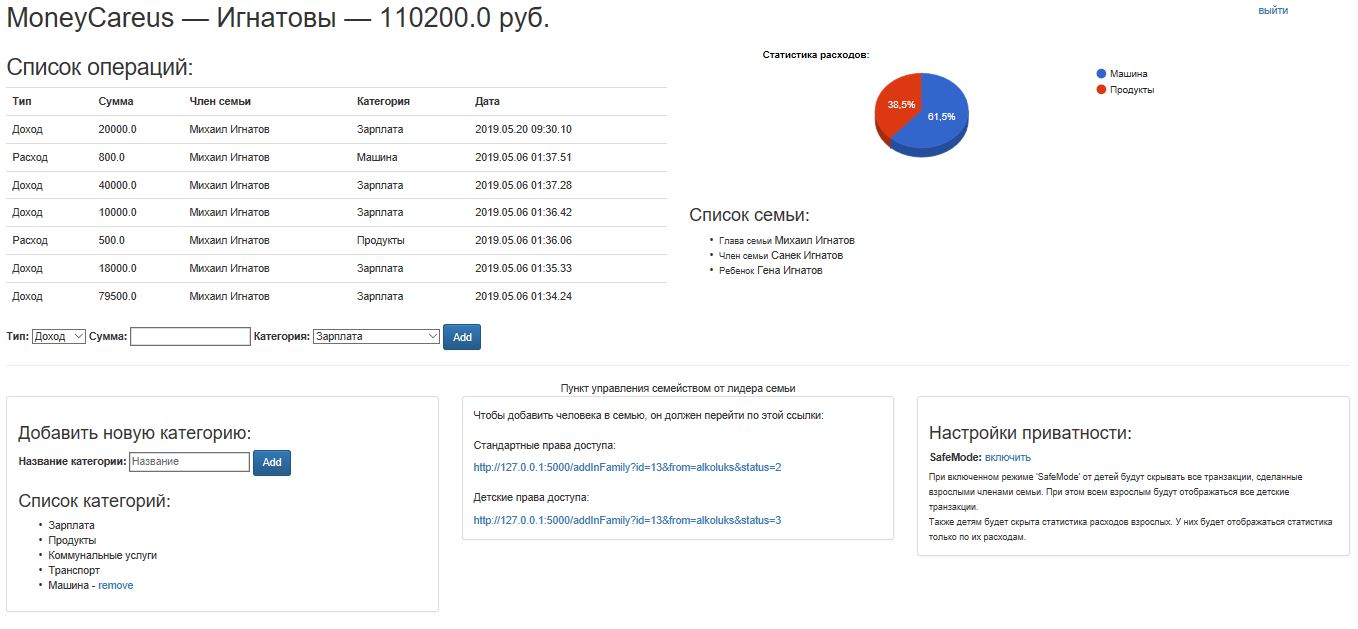 MoneyCareus — Игнатовы — 110200.0 руб.
выйти
Список операций:
Тип Сумма Член семьи Категория Дата
Доход 20000.0 Михаил Игнатов Зарплата 2019.05.20 09:30.10
Расход 800.0 Михаил Игнатов Машина 2019.05.06 01:37.51
Доход 40000.0 Михаил Игнатов Зарплата 2019.05.06 01:37.28
Доход 10000.0 Михаил Игнатов Зарплата 2019.05.06 01:36.42
Расход 500.0 Михаил Игнатов Продукты 2019.05.06 01:36.06
Доход 18000.0 Михаил Игнатов Зарплата 2019.05.06 01:35.33
Доход 79500.0 Михаил Игнатов Зарплата 2019.05.06 01:34.24
Тип: Доход Сумма: Категория: Зарплата Add
Статистика расходов:
38,5%
61,5%
Машина
Продукты
Список семьи:
• Глава семьи Михаил Игнатов
• Член семьи Санек Игнатов
• Ребенок Гена Игнатов
Пункт управления семейством от лидера семьи
Добавить новую категорию:
Название категории: Название Add
Список категорий:
• Зарплата
• Продукты
• Коммунальные услуги
• Транспорт
• Машина - remove
Чтобы добавить человека в семью, он должен перейти по этой ссылки:
Стандартные права доступа:
http://127.0.0.1:5000/addInFamily?id=13&from=alkoluks&status=2
Детские права доступа:
http://127.0.0.1:5000/addInFamily?id=13&from=alkoluks&status=3
Настройки приватности:
SafeMode: включить
При включенном режиме 'SafeMode' от детей будут скрывать все транзакции, сделанные
взрослыми членами семьи. При этом всем взрослым будут отображаться все детские
транзакции.
Также детям будет скрыта статистика расходов взрослых. У них будет отображаться статистика
только по их расходам.